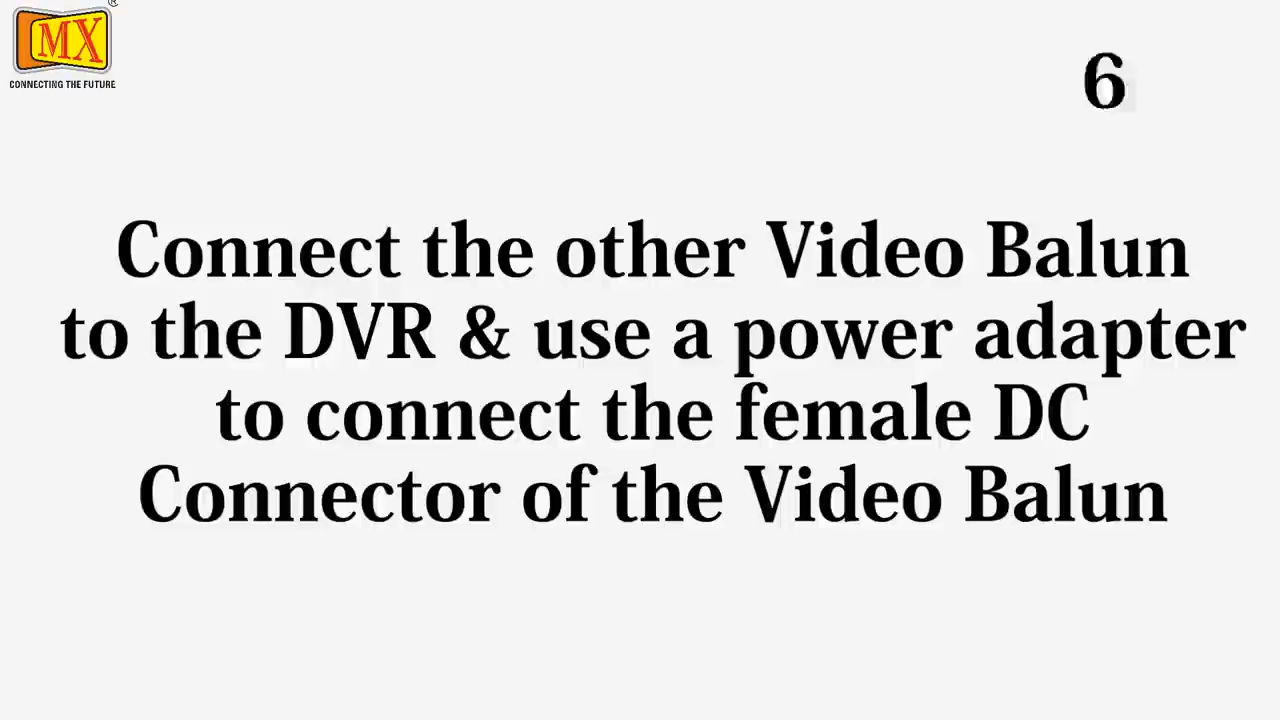 MX
®
CONNECTING THE FUTURE
6
Connect the other Video Balun
to the DVR & use a power adapter
to connect the female DC
Connector of the Video Balun